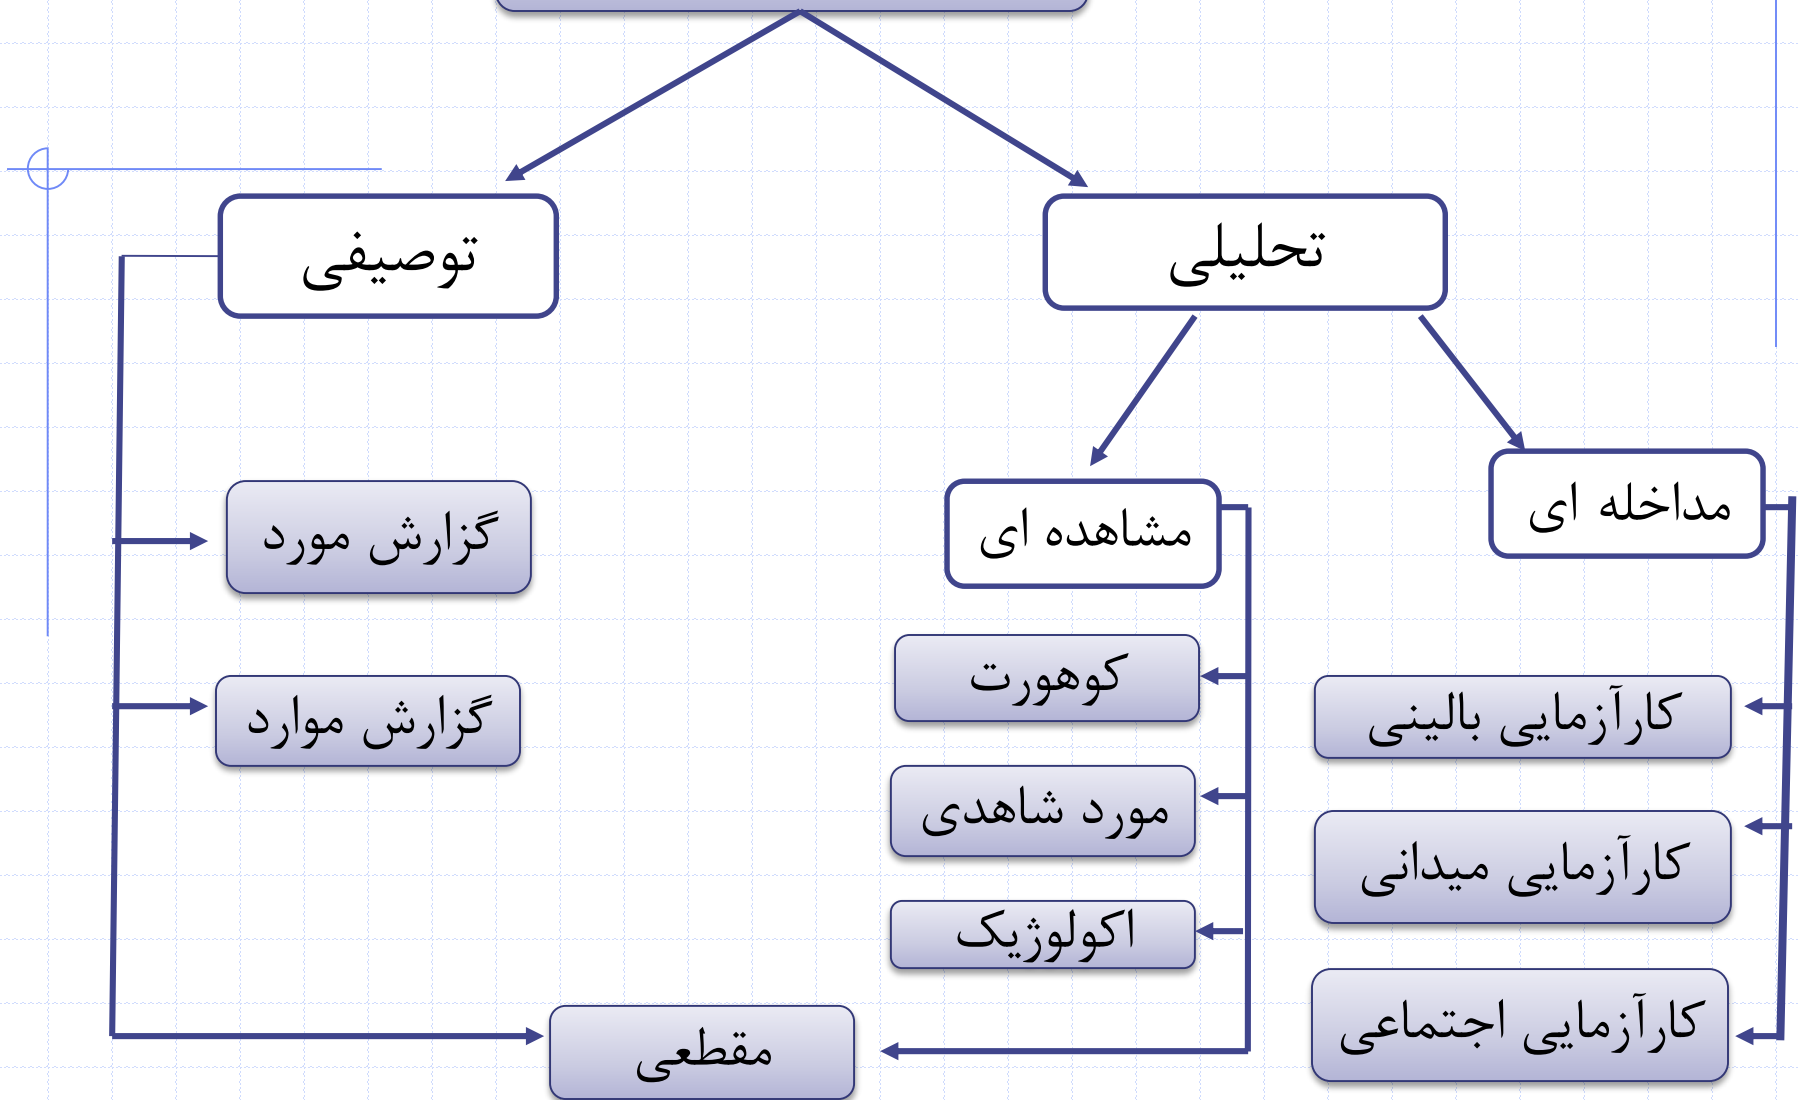 تحلیلی
توصیفی
مداخله ای
مشاهده ای
گزارش مورد
کوهورت
کارآزمایی بالینی
گزارش موارد
مورد شاهدی
کارآزمایی میدانی
اکولوژیک
کارآزمایی اجتماعی
مقطعی